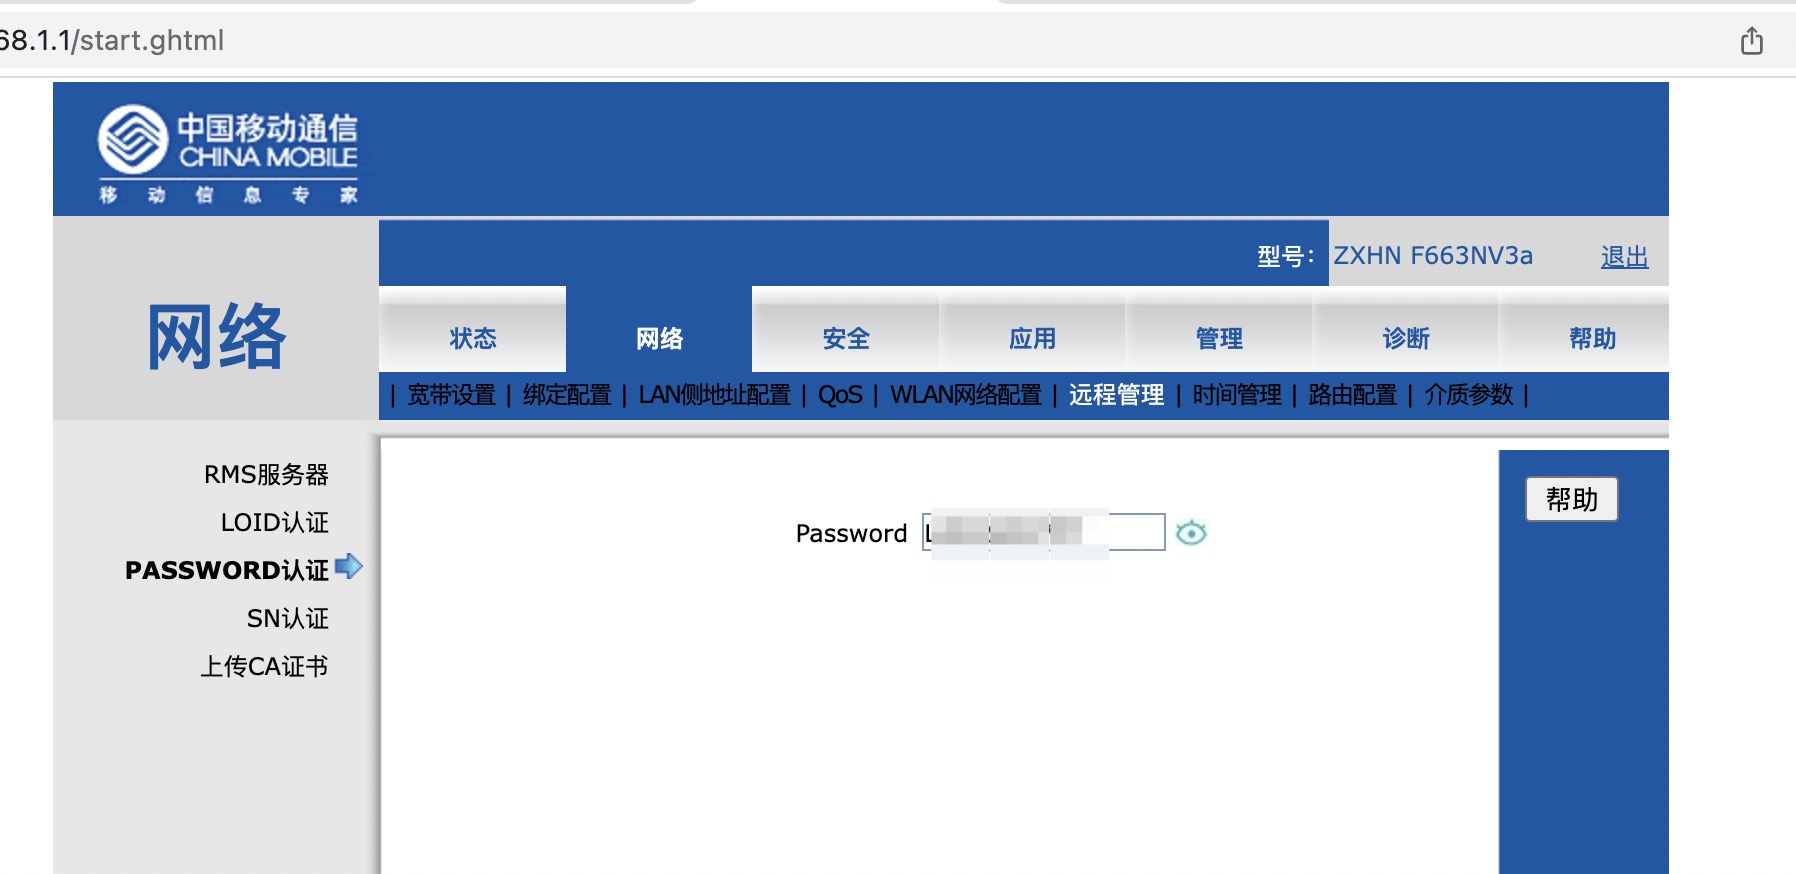 68.1.1/start.ghtml
中国移动通信
CHINA MOBILE
移动信息专家
型号: ZXHN F663NV3a 退出
网络
状态 网络 安全 应用 管理 诊断 帮助
| 宽带设置 | 绑定配置 | LAN侧地址配置 | QoS | WLAN网络配置 | 远程管理 | 时间管理 | 路由配置 | 介质参数 |
RMS服务器
LOID认证
PASSWORD认证
SN认证
上传CA证书
Password
帮助